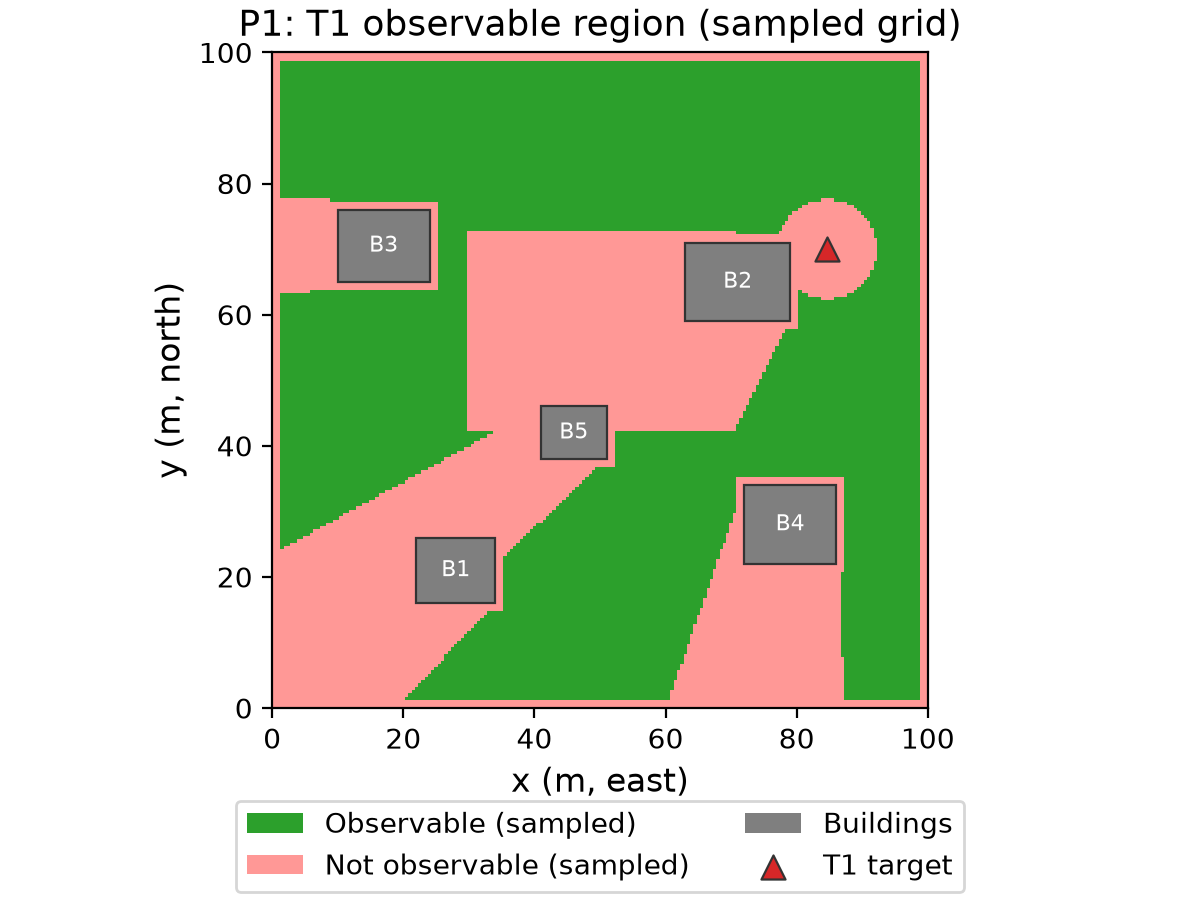 P1: T1 observable region (sampled grid)
100
80
60
40
20
0
y (m, north)
B3
B2
B5
B4
B1
0 20 40 60 80 100
x (m, east)
Observable (sampled)
Not observable (sampled)
Buildings
T1 target